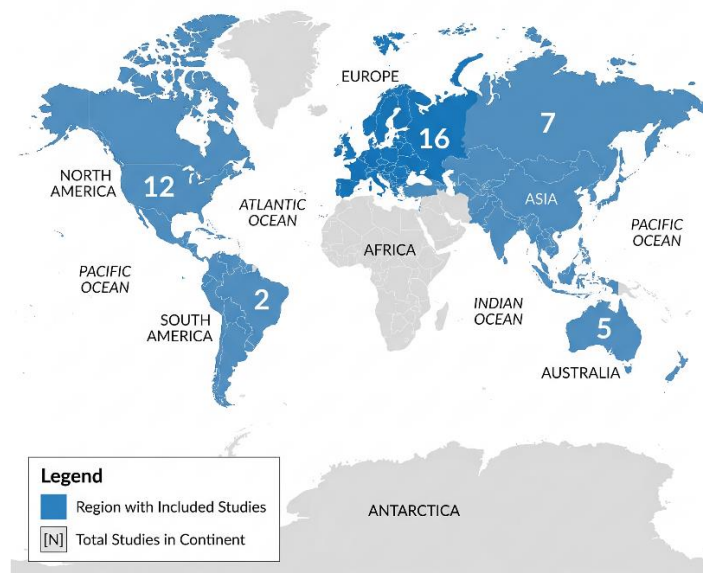 EUROPE
16
7
NORTH
AMERICA
12
ATLANTIC
OCEAN
ASIA
PACIFIC
OCEAN
AFRICA
PACIFIC
OCEAN
2
INDIAN
OCEAN
SOUTH
AMERICA
5
AUSTRALIA
Legend
Region with Included Studies
[N] Total Studies in Continent
ANTARCTICA